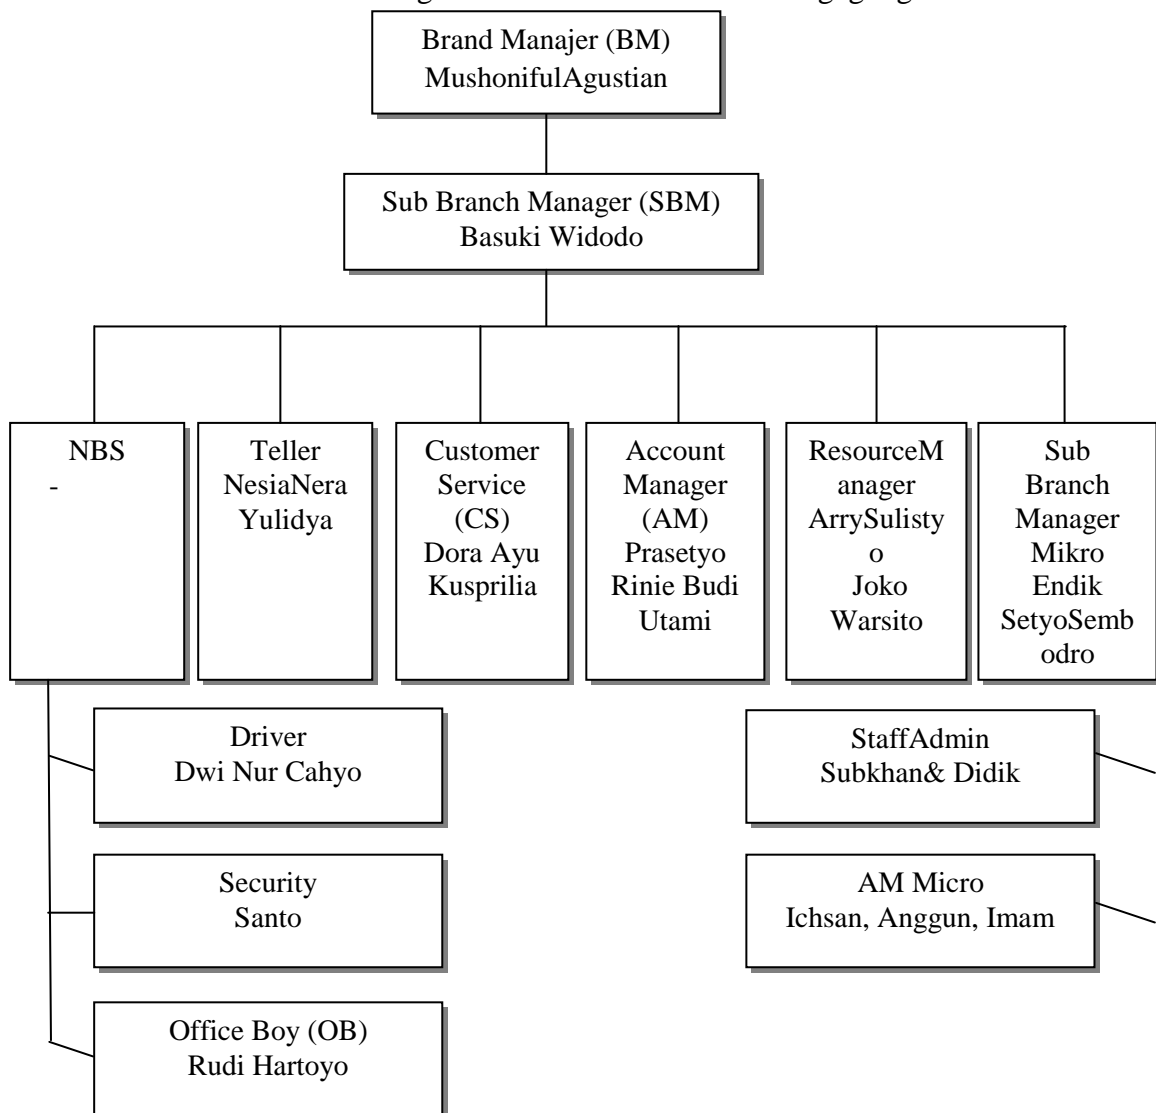 Brand Manajer (BM)
MushonifulAgustian
Sub Branch Manager (SBM)
Basuki Widodo
NBS
-
Teller
NesiaNera
Yulidya
Customer
Service
(CS)
Dora Ayu
Kusprilia
Account
Manager
(AM)
Prasetyo
Rinie Budi
Utami
ResourceM
anager
ArrySulisty
o
Joko
Warsito
Sub
Branch
Manager
Mikro
Endik
SetyoSemb
odro
Driver
Dwi Nur Cahyo
StaffAdmin
Subkhan& Didik
Security
Santo
AM Micro
Ichsan, Anggun, Imam
Office Boy (OB)
Rudi Hartoyo